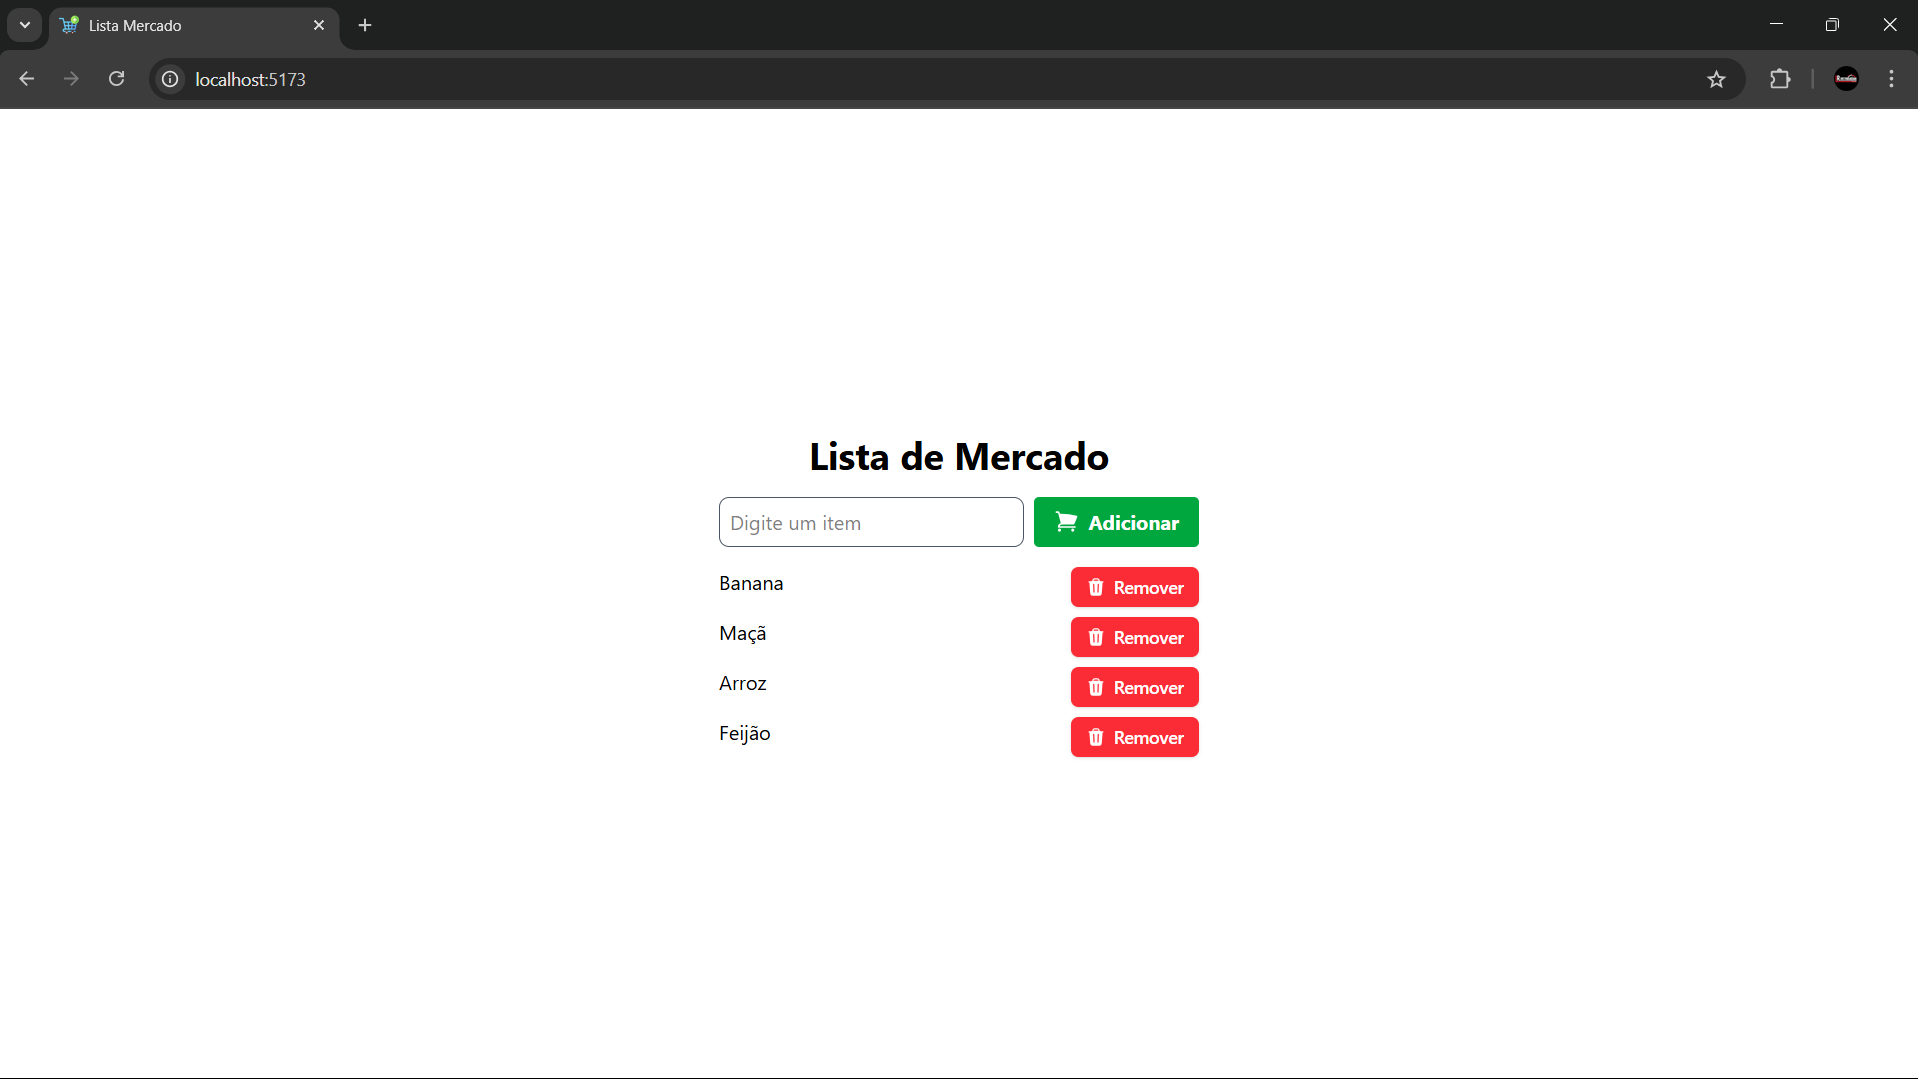 Lista Mercado
localhost:5173
Lista de Mercado
Digite um item
Adicionar
Banana
Remover
Maçã
Remover
Arroz
Remover
Feijão
Remover